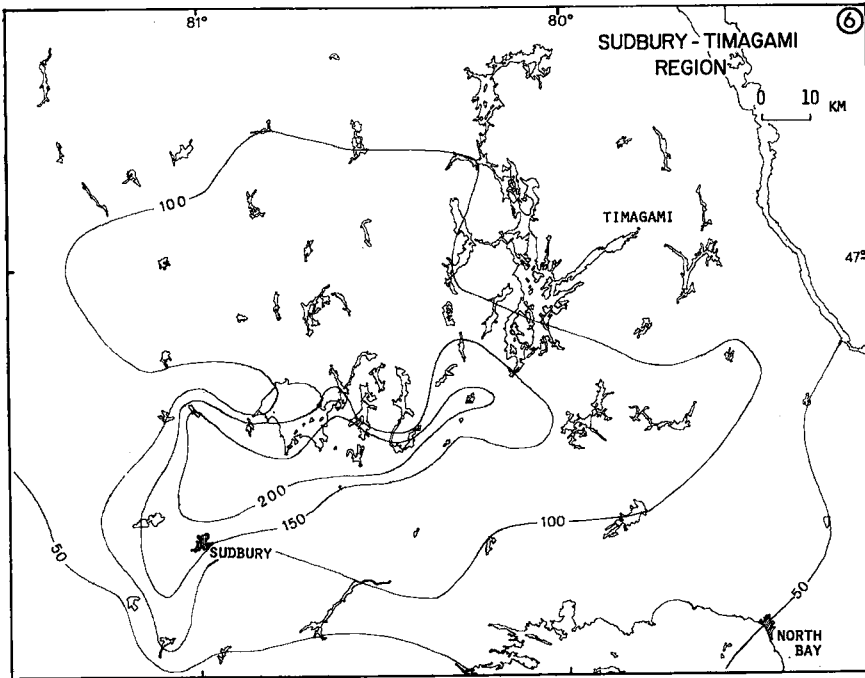 81°
80°
⑥
SUDBURY - TIMAGAMI
REGION
0 10 KM
100
TIMAGAMI
47°
200
150
100
50
SUDBURY
50
NORTH
BAY